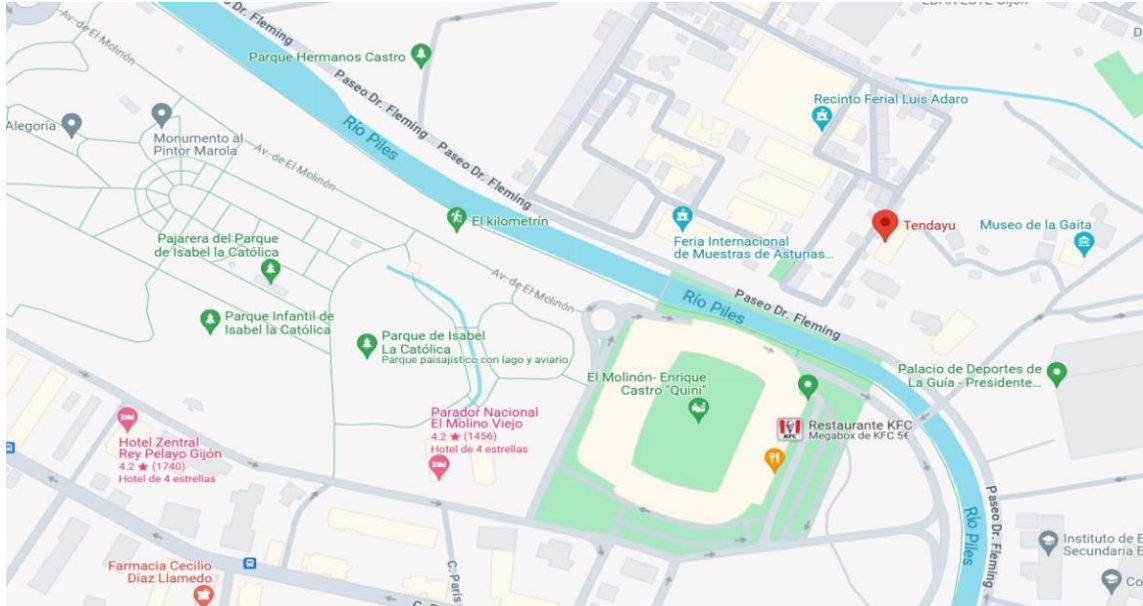 EDAR ESTE Gijón
Av. de El Molinón
Paseo Dr. Fleming
Parque Hermanos Castro
Paseo Dr. Fleming
Paseo Dr. Fleming
Río Piles
Recinto Ferial Luis Adaro
Alegoría
Monumento al
Pintor Marola
Av. de El Molinón
El kilometrín
Tendayu
Museo de la Gaita
Pajarera del Parque
de Isabel la Católica
Feria Internacional
de Muestras de Asturias...
Av. de El Molinón
Río Piles
Paseo Dr. Fleming
Parque Infantil de
Isabel la Católica
Parque de Isabel
La Católica
Parque paisajístico con lago y aviario
El Molinón- Enrique
Castro "Quini"
Palacio de Deportes de
La Guía - Presidente...
Restaurante KFC
Megabox de KFC 5€
KFC
Parador Nacional
El Molino Viejo
4.2 ★ (1456)
Hotel de 4 estrellas
Hotel Zentral
Rey Pelayo Gijón
4.2 ★ (1740)
Hotel de 4 estrellas
Paseo Dr. Fleming
Río Piles
Instituto de E
Secundaria E
Farmacia Cecilio
Díaz Llamedo
C. París
Co